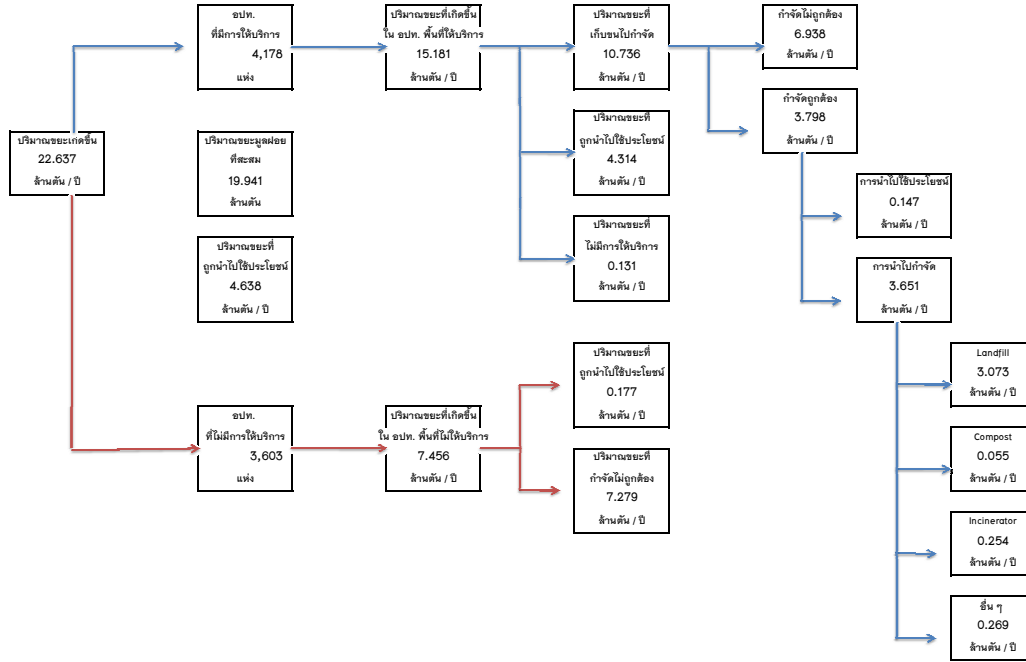 ปริมาณขยะเกิดขึ้น
22.637
ล้านตัน / ปี
อปท.
ที่มีการให้บริการ
4,178
แห่ง
ปริมาณขยะที่เกิดขึ้น
ใน อปท. พื้นที่ให้บริการ
15.181
ล้านตัน / ปี
ปริมาณขยะที่
เก็บขนไปกำจัด
10.736
ล้านตัน / ปี
กำจัดไม่ถูกต้อง
6.938
ล้านตัน / ปี
กำจัดถูกต้อง
3.798
ล้านตัน / ปี
ปริมาณขยะที่
ถูกนำไปใช้ประโยชน์
4.314
ล้านตัน / ปี
ปริมาณขยะมูลฝอย
ที่สะสม
19.941
ล้านตัน
การนำไปใช้ประโยชน์
0.147
ล้านตัน / ปี
ปริมาณขยะที่
ไม่มีการให้บริการ
0.131
ล้านตัน / ปี
ปริมาณขยะที่
ถูกนำไปใช้ประโยชน์
4.638
ล้านตัน / ปี
การนำไปกำจัด
3.651
ล้านตัน / ปี
ปริมาณขยะที่
ถูกนำไปใช้ประโยชน์
0.177
ล้านตัน / ปี
Landfill
3.073
ล้านตัน / ปี
อปท.
ที่ไม่มีการให้บริการ
3,603
แห่ง
ปริมาณขยะที่เกิดขึ้น
ใน อปท. พื้นที่ไม่ให้บริการ
7.456
ล้านตัน / ปี
Compost
0.055
ล้านตัน / ปี
ปริมาณขยะที่
กำจัดไม่ถูกต้อง
7.279
ล้านตัน / ปี
Incinerator
0.254
ล้านตัน / ปี
อื่น ๆ
0.269
ล้านตัน / ปี